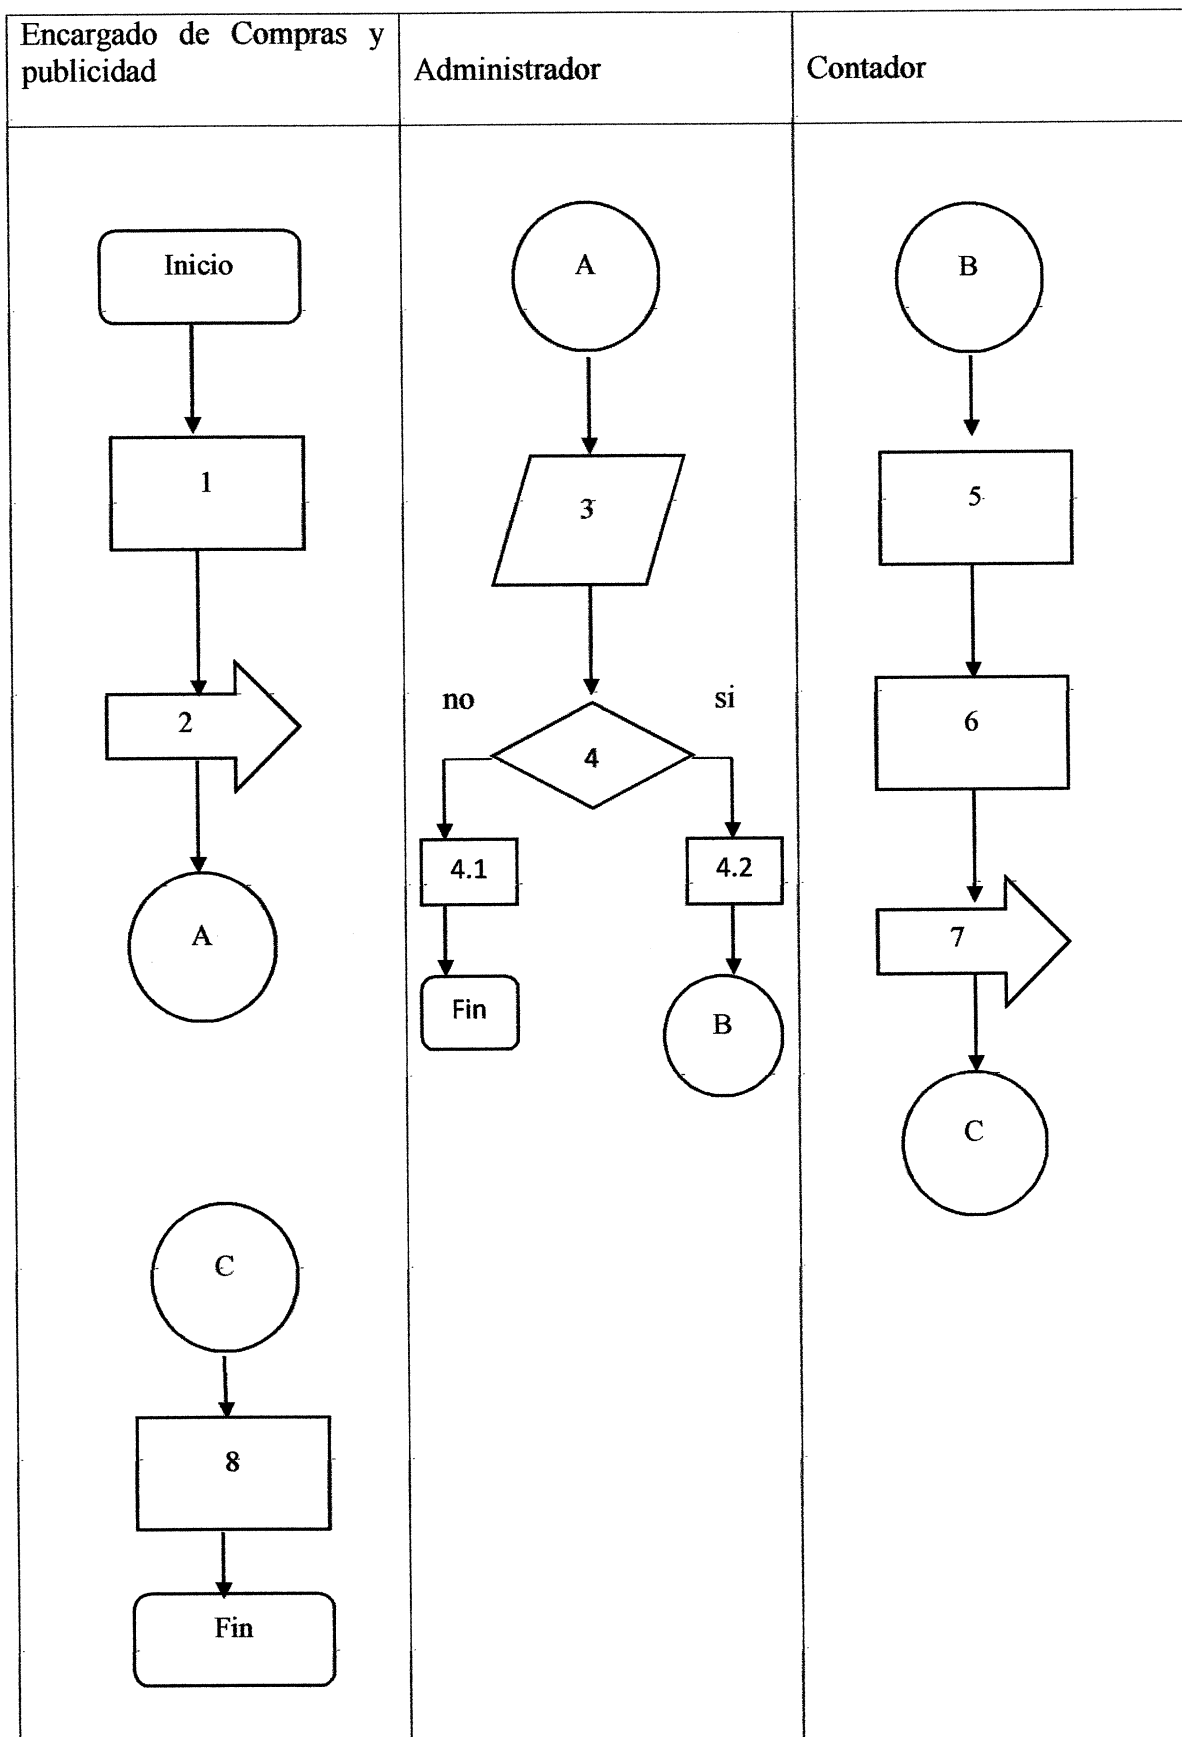 Encargado de Compras y
publicidad
Administrador
Contador
Inicio
1
2
A
C
8
Fin
A
3
no
si
4
4.1
4.2
Fin
B
B
5
6
7
C